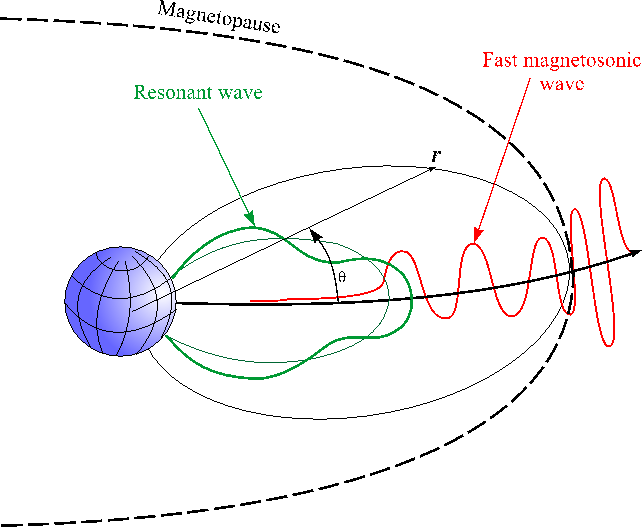 Magnetopause
Fast magnetosonic
wave
Resonant wave
r
θ